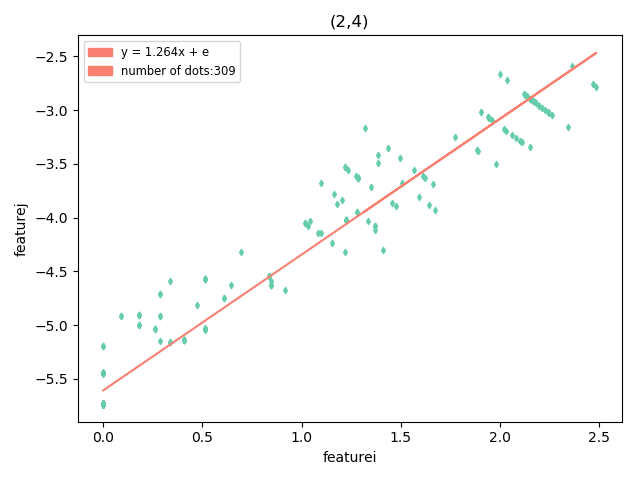 (2,4)
y = 1.264x + e
number of dots:309
−2.5
−3.0
−3.5
−4.0
−4.5
−5.0
−5.5
featurej
0.0 0.5 1.0 1.5 2.0 2.5
featurei